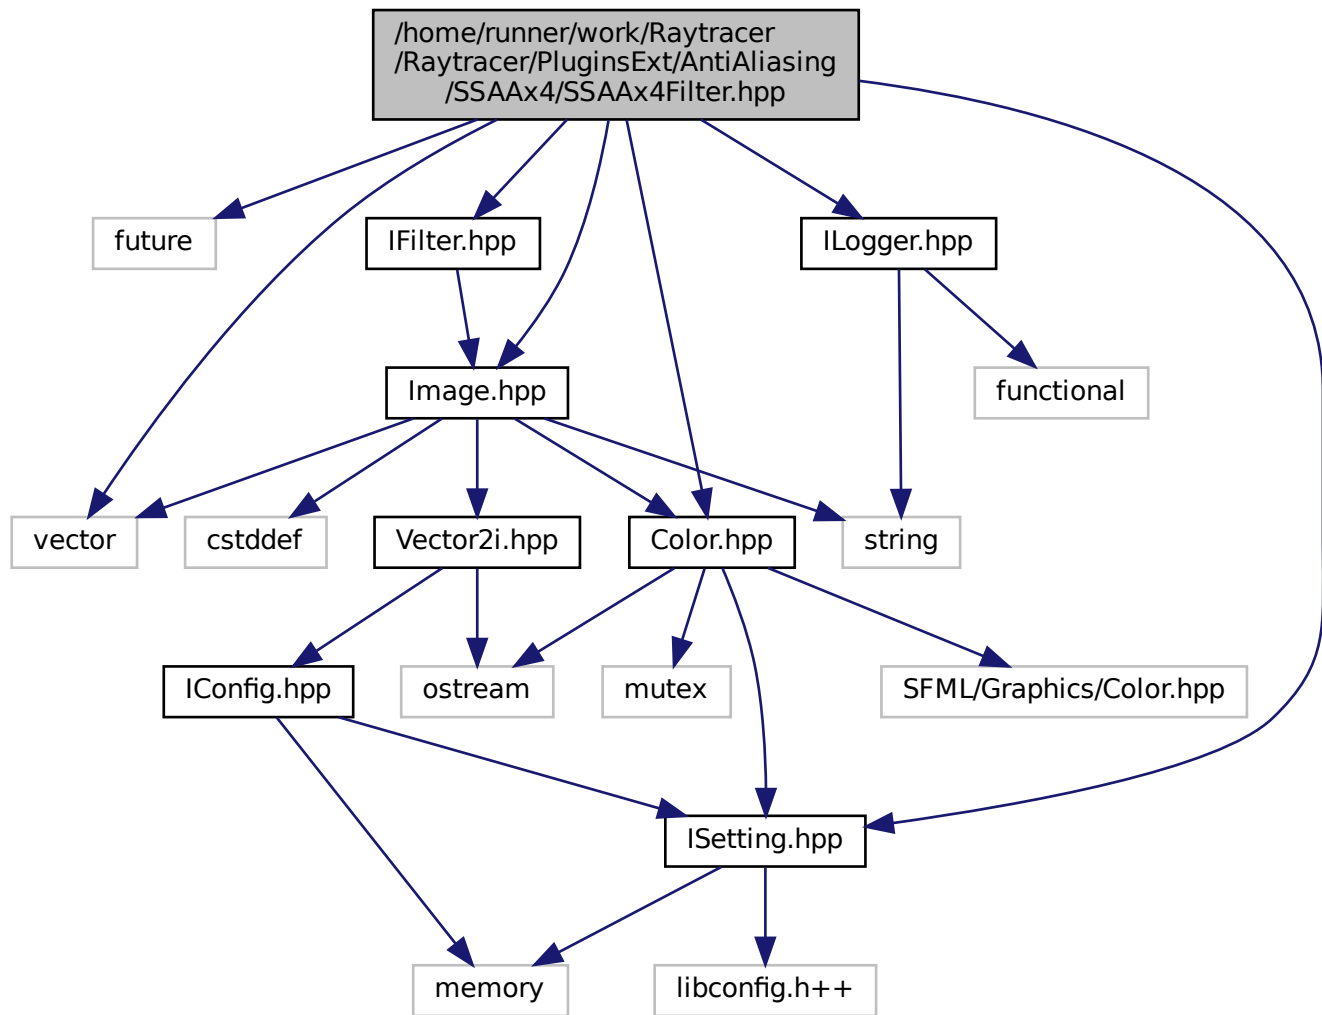 /home/runner/work/Raytracer
/Raytracer/PluginsExt/AntiAliasing
/SSAAx4/SSAAx4Filter.hpp
future
IFilter.hpp
ILogger.hpp
Image.hpp
functional
vector
cstddef
Vector2i.hpp
Color.hpp
string
IConfig.hpp
ostream
mutex
SFML/Graphics/Color.hpp
ISetting.hpp
memory
libconfig.h++